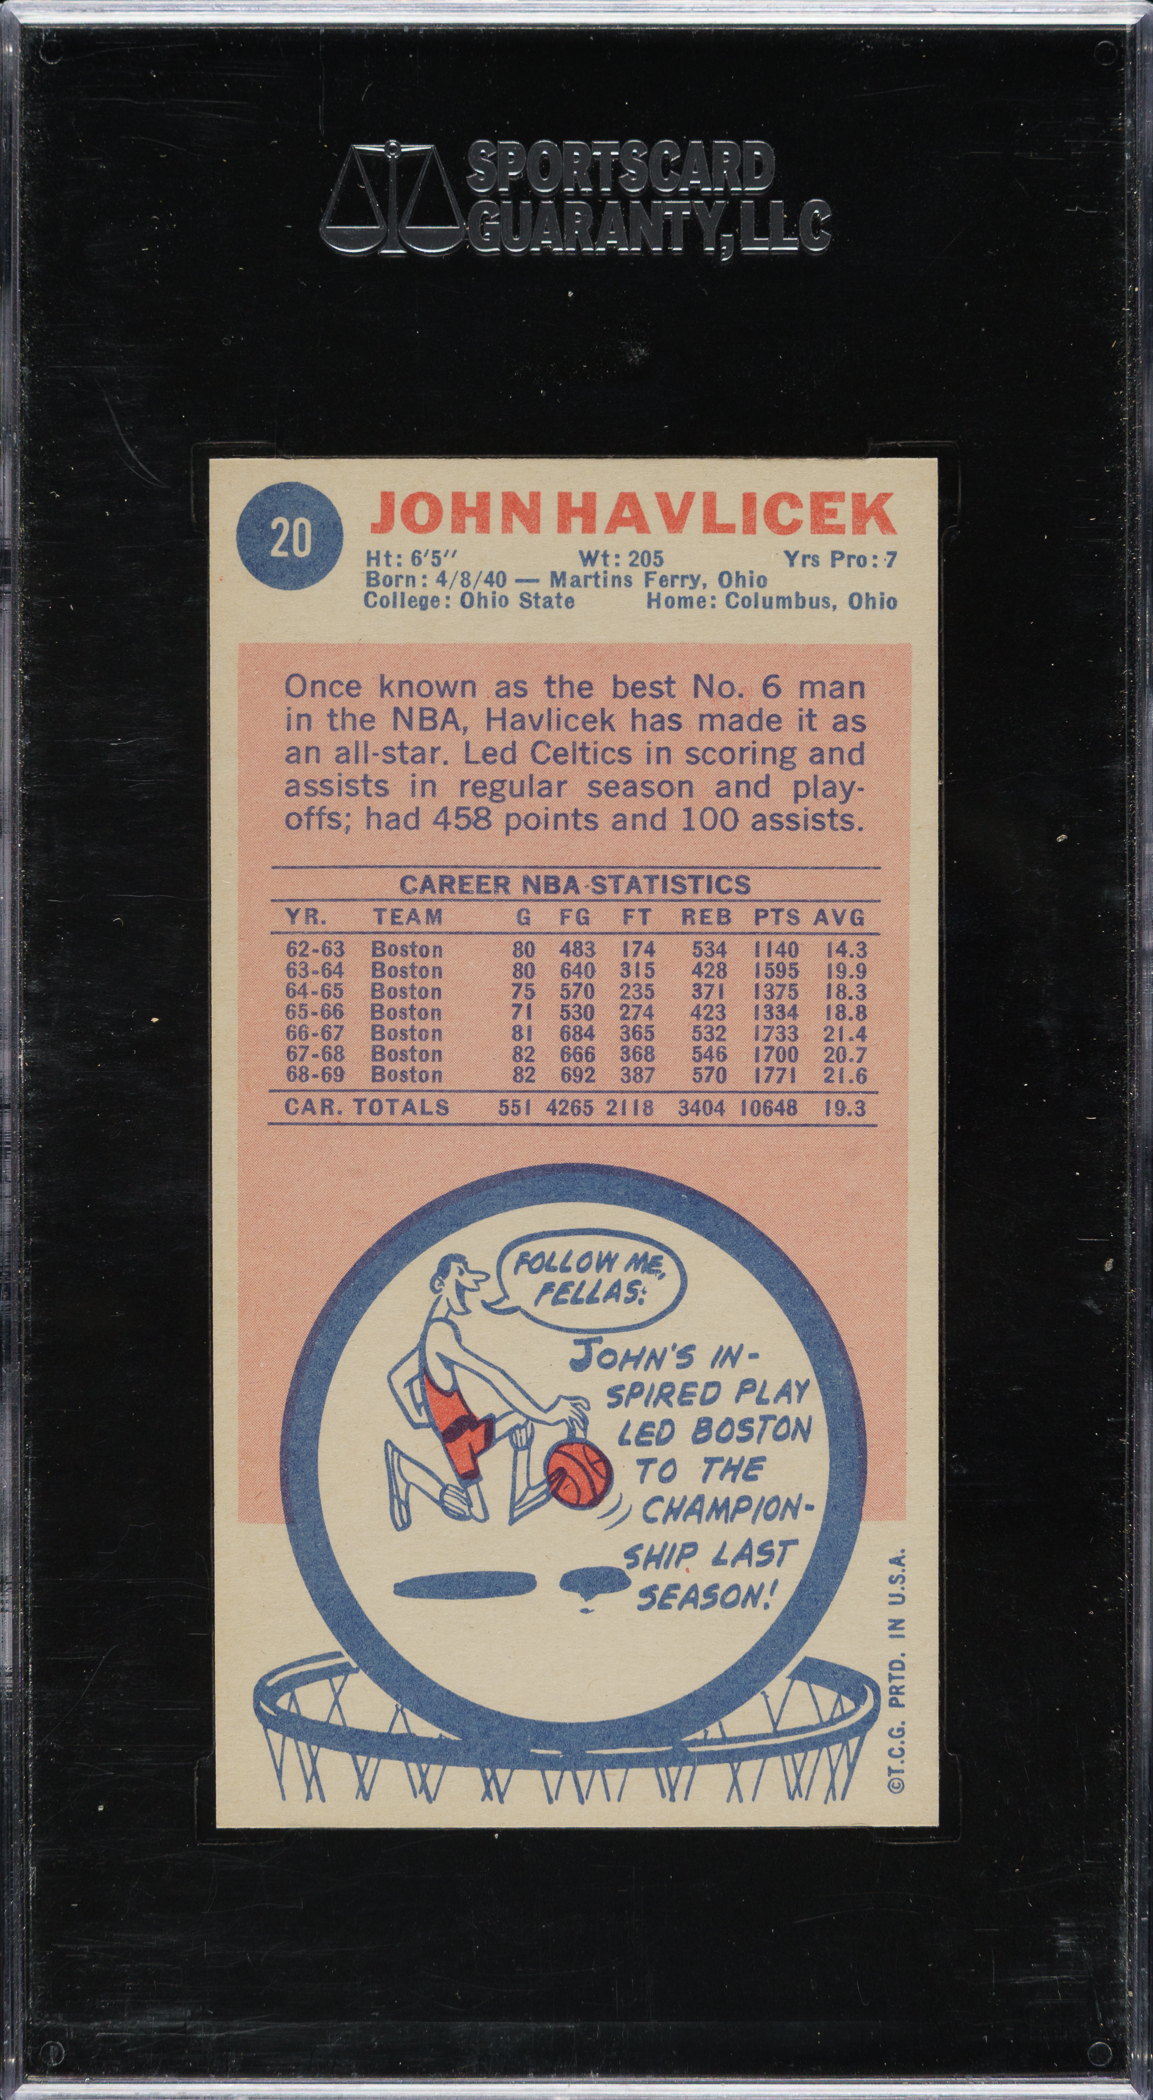 SPORTSCARD
GUARANTY, LLC
20
JOHN HAVLICEK
Ht: 6'5'' Wt: 205 Yrs Pro: 7
Born: 4/8/40 — Martins Ferry, Ohio
College: Ohio State Home: Columbus, Ohio
Once known as the best No. 6 man
in the NBA, Havlicek has made it as
an all-star. Led Celtics in scoring and
assists in regular season and play-
offs; had 458 points and 100 assists.
CAREER NBA STATISTICS
YR. TEAM G FG FT REB PTS AVG
62-63 Boston 80 483 174 534 1140 14.3
63-64 Boston 80 640 315 428 1595 19.9
64-65 Boston 75 570 235 371 1375 18.3
65-66 Boston 71 530 274 423 1334 18.8
66-67 Boston 81 684 365 532 1733 21.4
67-68 Boston 82 666 368 546 1700 20.7
68-69 Boston 82 692 387 570 1771 21.6
CAR. TOTALS 551 4265 2118 3404 10648 19.3
FOLLOW ME,
FELLAS!
JOHN'S IN-
SPIRED PLAY
LED BOSTON
TO THE
CHAMPION-
SHIP LAST
SEASON!
©T.C.G. PRTD. IN U.S.A.